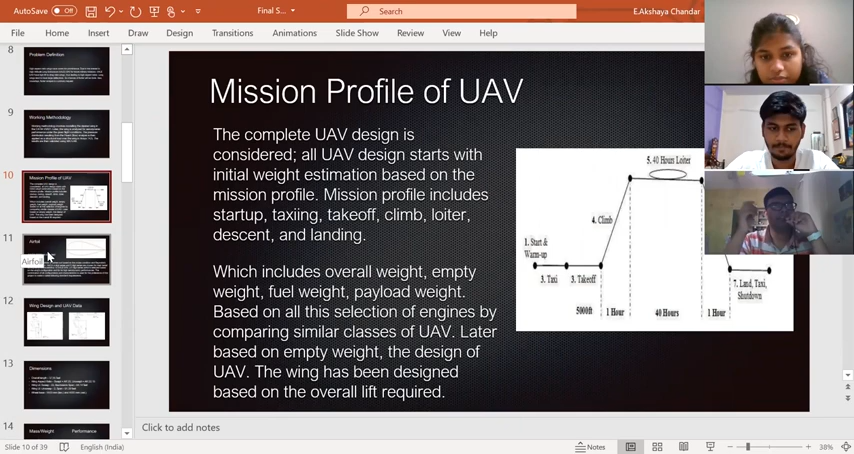 AutoSave Off Final S... Search E.Akshaya Chandar
File Home Insert Draw Design Transitions Animations Slide Show Review View Help
8
Problem Definition
9
Working Methodology
10
Mission Profile of UAV
11
Airfoil
Airfoil
12
Wing Design and UAV Data
13
Dimensions
14
Mass/Weight Performance
Mission Profile of UAV
The complete UAV design is
considered; all UAV design starts with
initial weight estimation based on the
mission profile. Mission profile includes
startup, taxiing, takeoff, climb, loiter,
descent, and landing.
Which includes overall weight, empty
weight, fuel weight, payload weight.
Based on all this selection of engines by
comparing similar classes of UAV. Later
based on empty weight, the design of
UAV. The wing has been designed
based on the overall lift required.
5. 40 Hours Loiter
4. Climb
1. Start &
Warm-up
3. Taxi 3. Takeoff
7. Land, Taxi,
Shutdown
5000ft 1 Hour 40 Hours 1 Hour
Click to add notes
Slide 10 of 39 English (India) Notes 38%